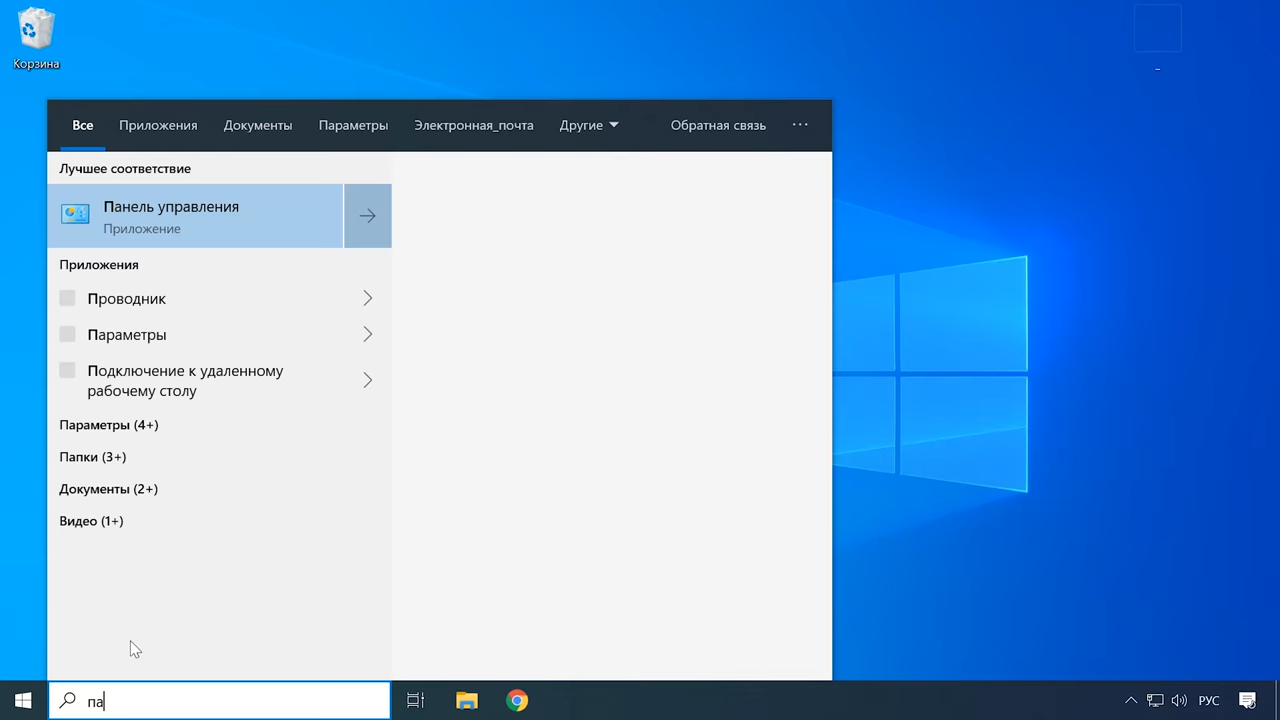 Корзина
Все Приложения Документы Параметры Электронная_почта Другие Обратная связь ...
Лучшее соответствие
Панель управления
Приложение
Приложения
Проводник
Параметры
Подключение к удаленному
рабочему столу
Параметры (4+)
Папки (3+)
Документы (2+)
Видео (1+)
па
РУС